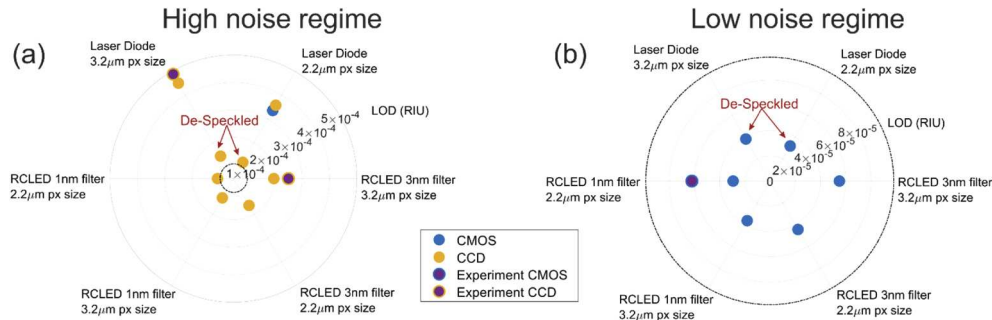 High noise regime
Low noise regime
(a)
Laser Diode
3.2μm px size
Laser Diode
2.2μm px size
LOD (RIU)
5×10⁻⁴
4×10⁻⁴
3×10⁻⁴
2×10⁻⁴
1×10⁻⁴
De-Speckled
RCLED 1nm filter
2.2μm px size
RCLED 3nm filter
3.2μm px size
RCLED 1nm filter
3.2μm px size
RCLED 3nm filter
2.2μm px size
CMOS
CCD
Experiment CMOS
Experiment CCD
(b)
Laser Diode
3.2μm px size
Laser Diode
2.2μm px size
LOD (RIU)
8×10⁻⁵
6×10⁻⁵
4×10⁻⁵
2×10⁻⁵
0
De-Speckled
RCLED 1nm filter
2.2μm px size
RCLED 3nm filter
3.2μm px size
RCLED 1nm filter
3.2μm px size
RCLED 3nm filter
2.2μm px size